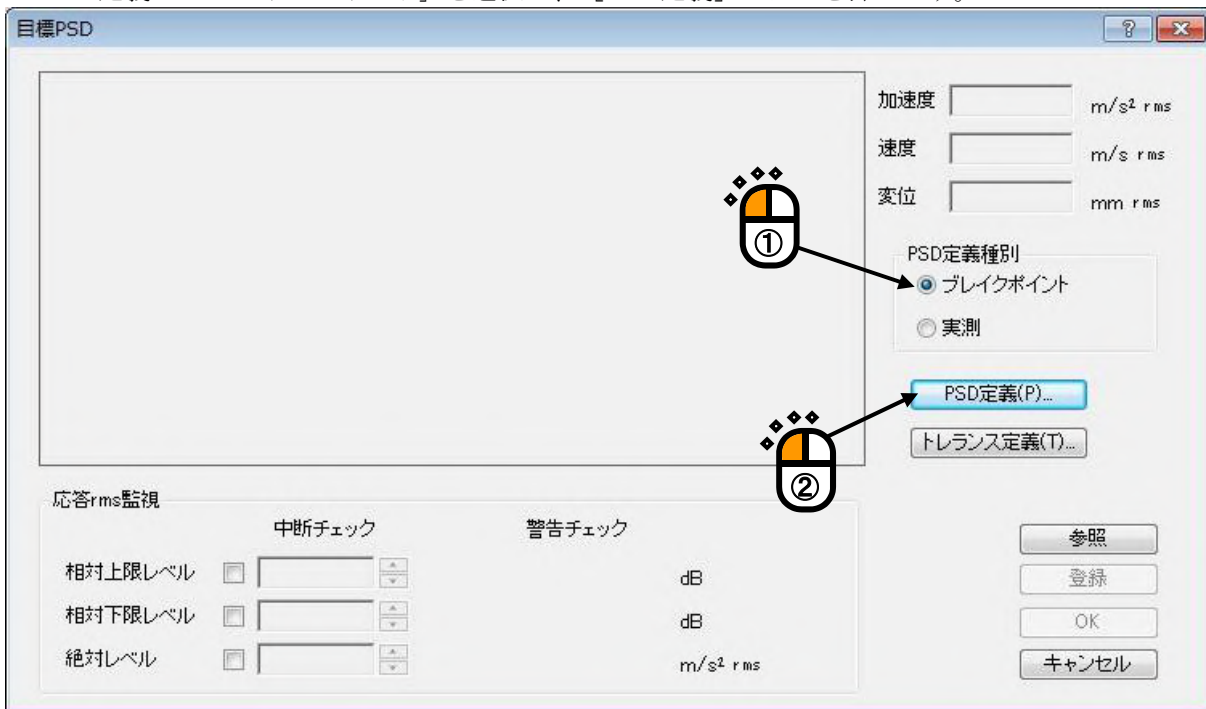 目標PSD
加速度 m/s² rms
速度 m/s rms
変位 mm rms
①
PSD定義種別
ブレイクポイント
実測
PSD定義(P)...
トレランス定義(T)...
②
応答rms監視
中断チェック 警告チェック
相対上限レベル dB
相対下限レベル dB
絶対レベル m/s² rms
参照
登録
OK
キャンセル